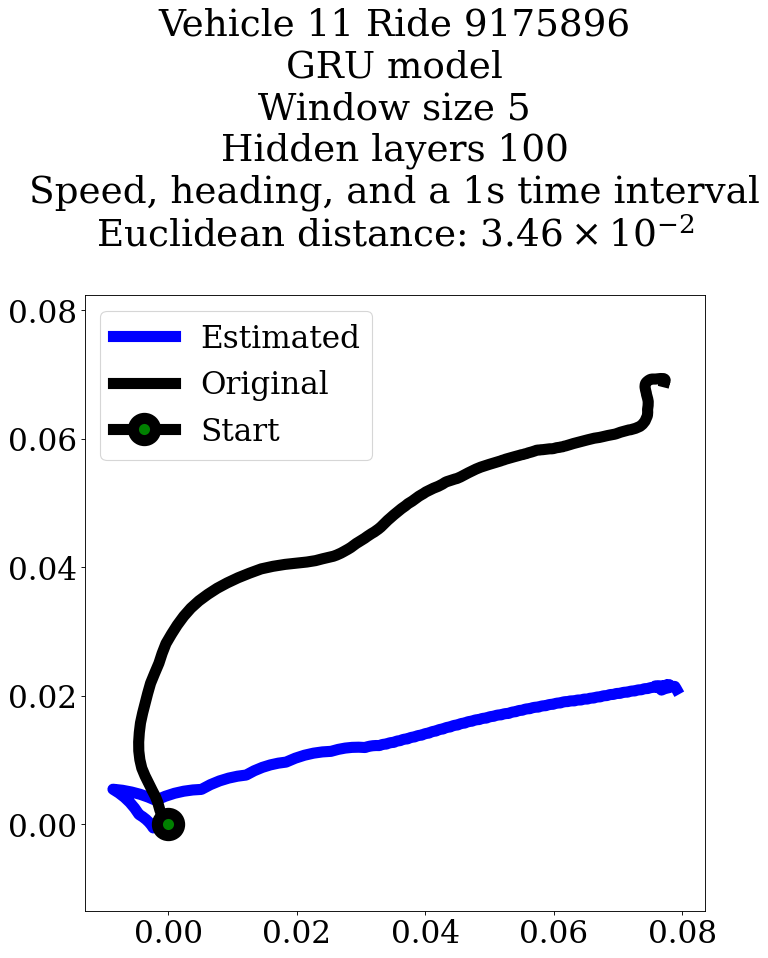 Vehicle 11 Ride 9175896
GRU model
Window size 5
Hidden layers 100
Speed, heading, and a 1s time interval
Euclidean distance: 3.46 × 10⁻²
0.08
0.06
0.04
0.02
0.00
Estimated
Original
Start
0.00 0.02 0.04 0.06 0.08